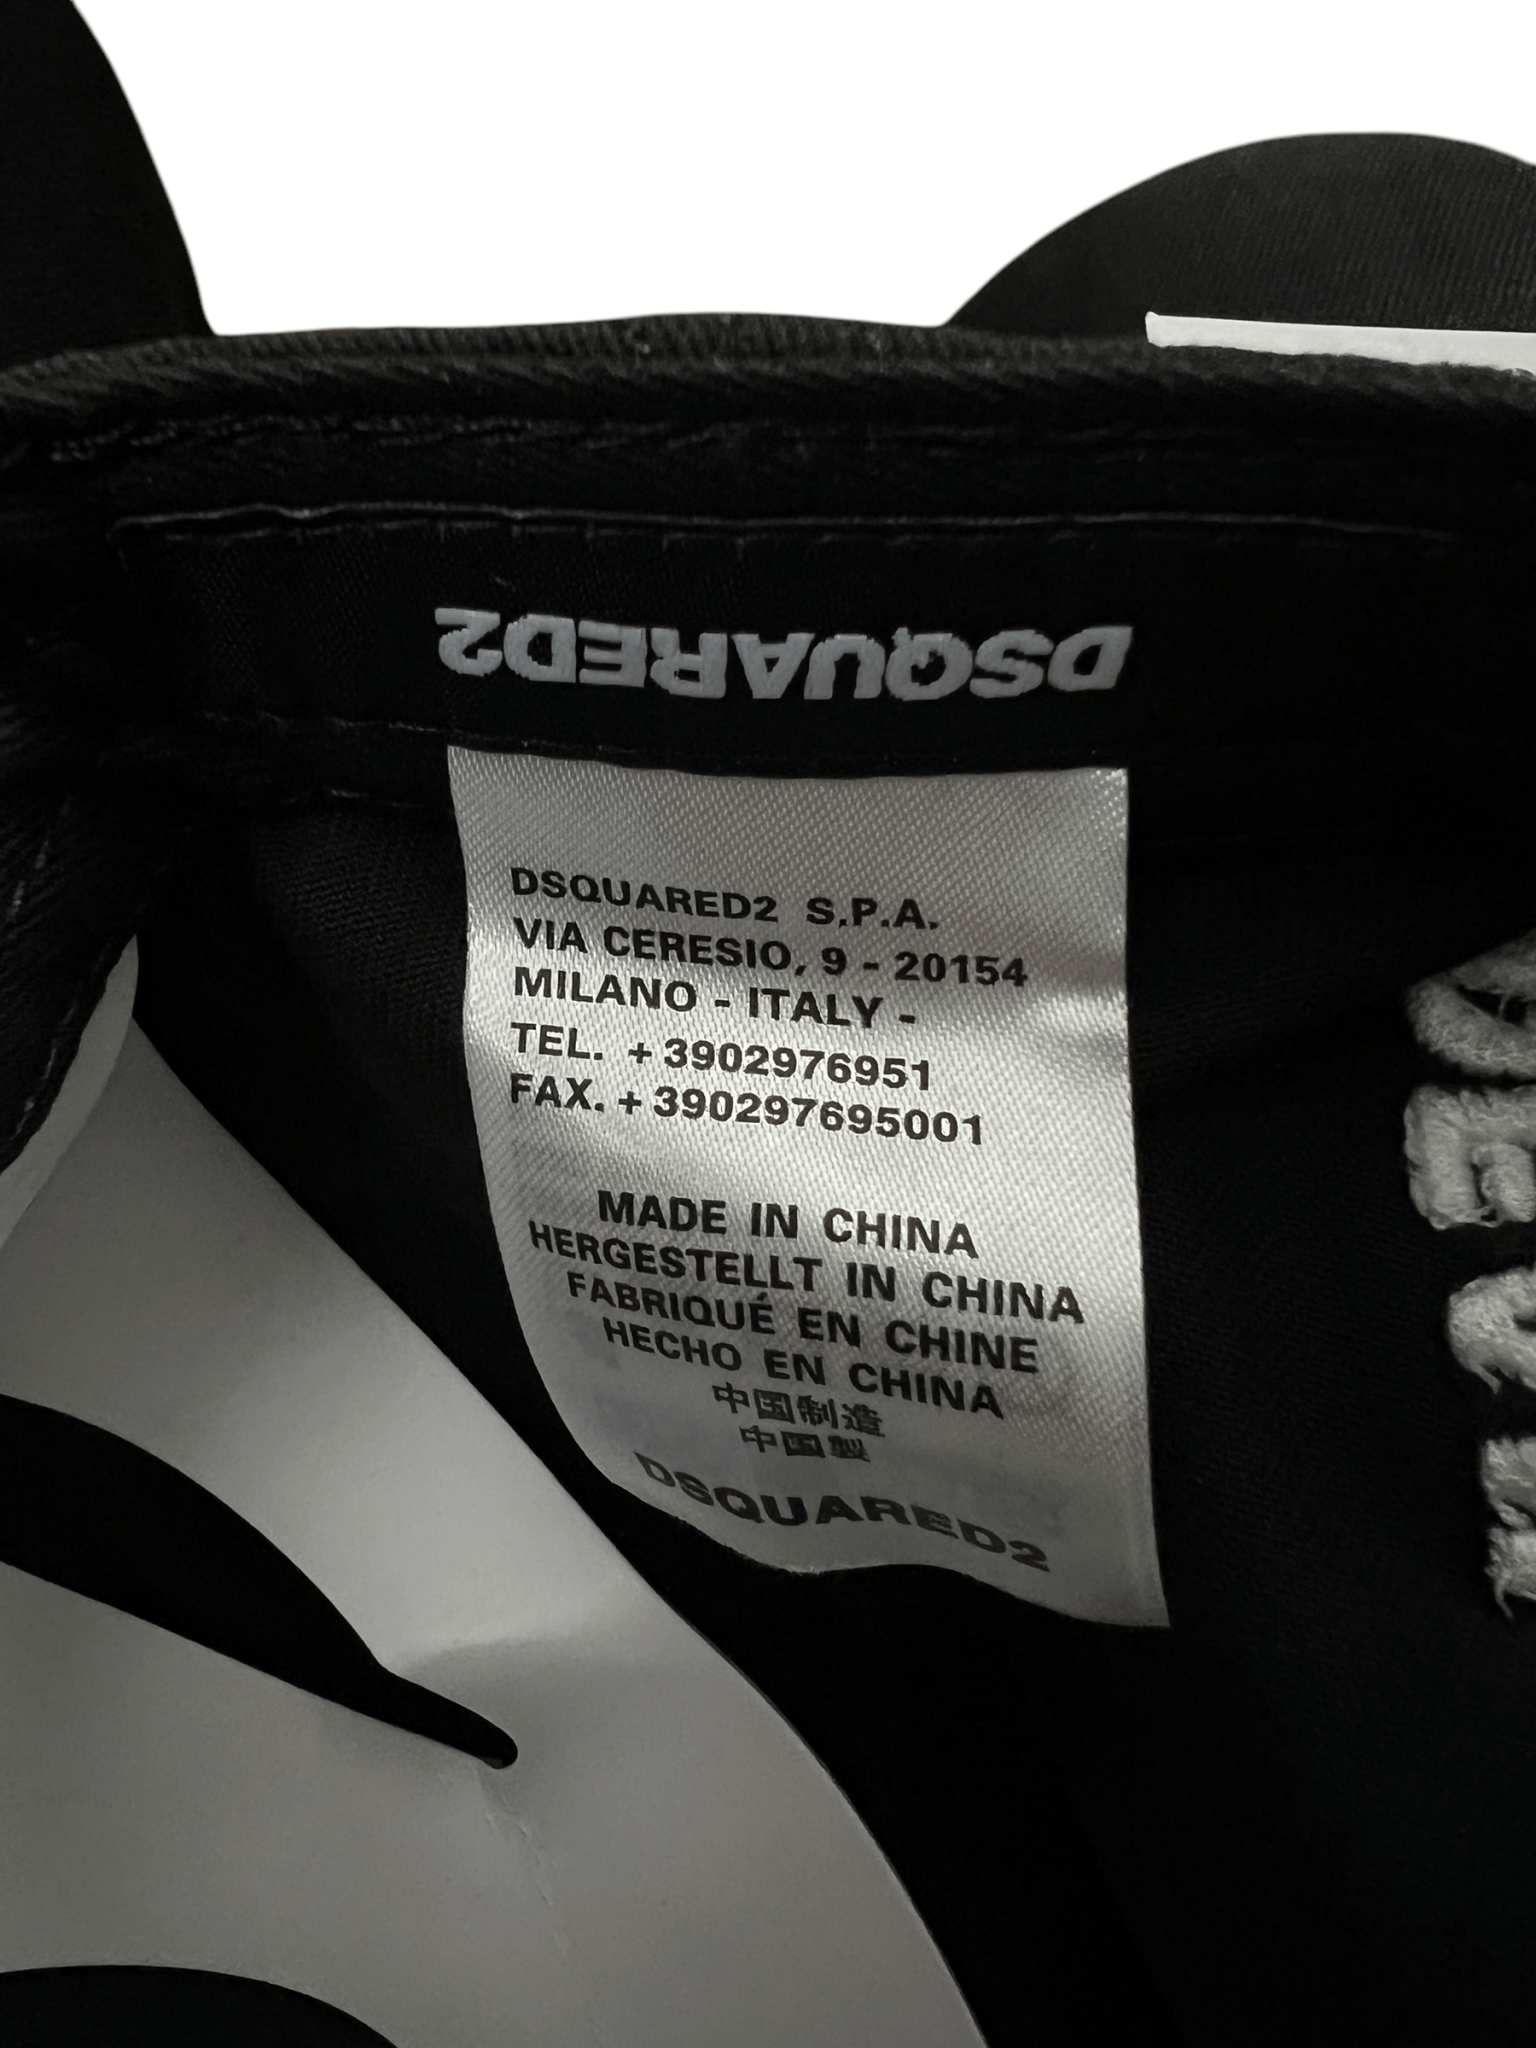 DSQUARED2
DSQUARED2 S.P.A.
VIA CERESIO, 9 - 20154
MILANO - ITALY -
TEL. +3902976951
FAX. +390297695001
MADE IN CHINA
HERGESTELLT IN CHINA
FABRIQUÉ EN CHINE
HECHO EN CHINA
中国制造
中国製
DSQUARED2